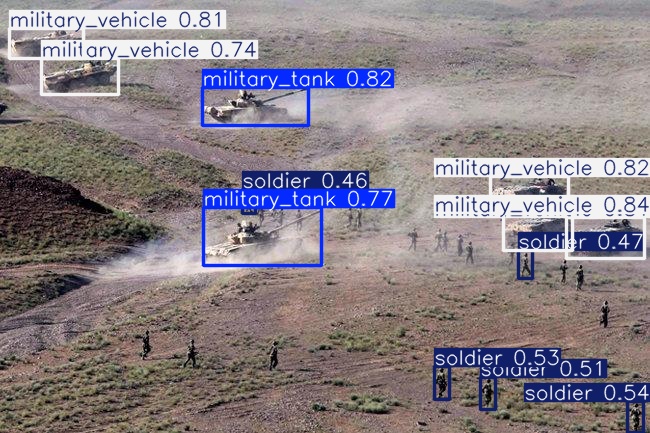 military_vehicle 0.81
military_vehicle 0.74
military_tank 0.82
military_vehicle 0.82
soldier 0.46
military_tank 0.77
military_vehicle 0.84
soldier 0.47
soldier 0.53
soldier 0.51
soldier 0.54